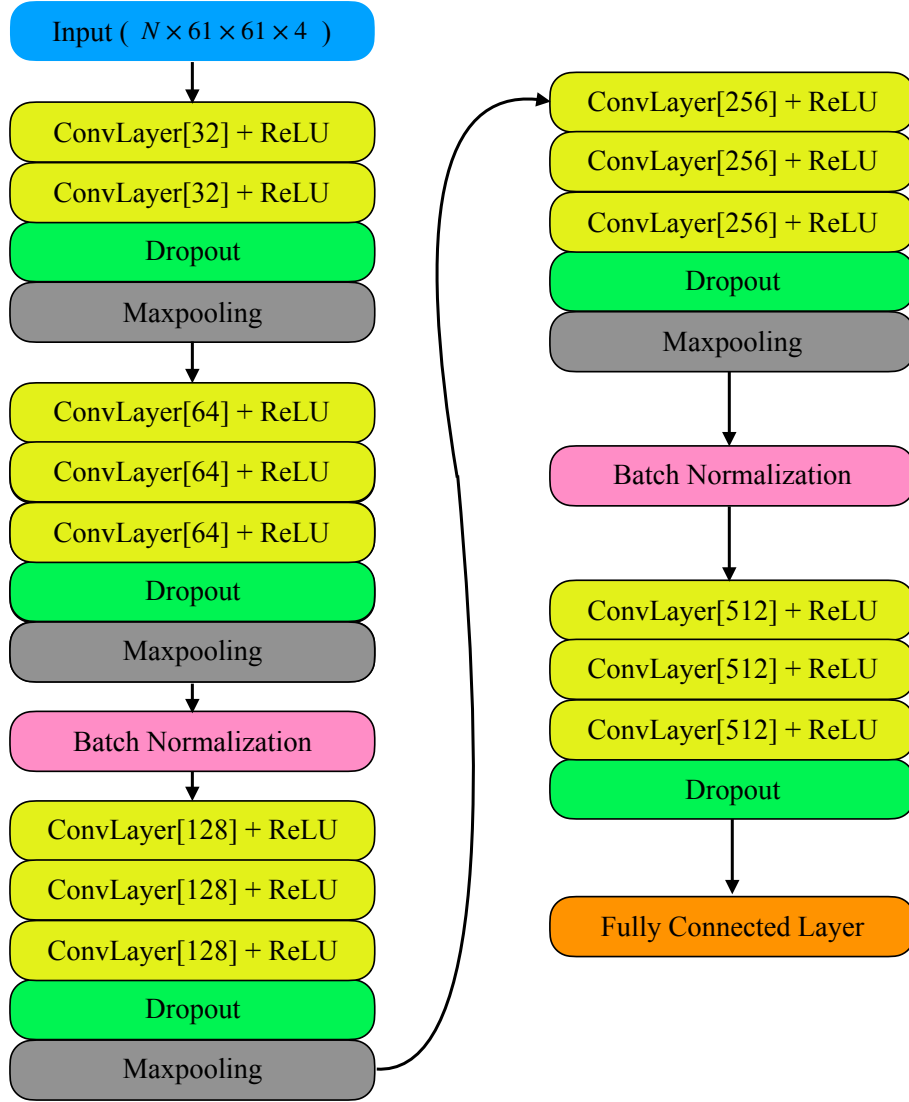 Input ( N × 61 × 61 × 4 )
ConvLayer[32] + ReLU
ConvLayer[32] + ReLU
Dropout
Maxpooling
ConvLayer[64] + ReLU
ConvLayer[64] + ReLU
ConvLayer[64] + ReLU
Dropout
Maxpooling
Batch Normalization
ConvLayer[128] + ReLU
ConvLayer[128] + ReLU
ConvLayer[128] + ReLU
Dropout
Maxpooling
ConvLayer[256] + ReLU
ConvLayer[256] + ReLU
ConvLayer[256] + ReLU
Dropout
Maxpooling
Batch Normalization
ConvLayer[512] + ReLU
ConvLayer[512] + ReLU
ConvLayer[512] + ReLU
Dropout
Fully Connected Layer